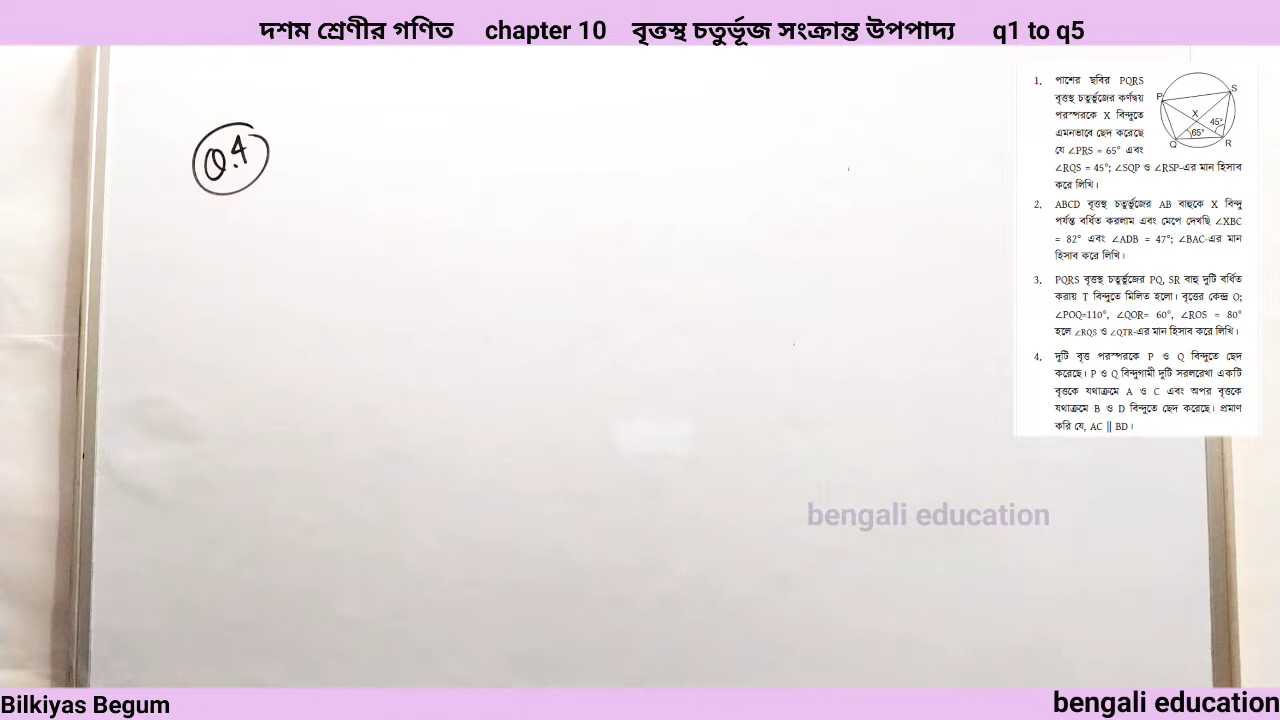 দশম শ্রেণীর গণিত chapter 10 বৃত্তস্থ চতুর্ভূজ সংক্রান্ত উপপাদ্য q1 to q5
Q.4
1. পাশের ছবির PQRS
বৃত্তস্থ চতুর্ভুজের কর্ণদ্বয়
পরস্পরকে X বিন্দুতে
এমনভাবে ছেদ করেছে
যে ∠PRS = 65° এবং
∠RQS = 45°; ∠SQP ও ∠RSP-এর মান হিসাব
করে লিখি।
P
S
X
45°
65°
Q
R
2. ABCD বৃত্তস্থ চতুর্ভুজের AB বাহুকে X বিন্দু
পর্যন্ত বর্ধিত করলাম এবং মেপে দেখছি ∠XBC
= 82° এবং ∠ADB = 47°; ∠BAC-এর মান
হিসাব করে লিখি।
3. PQRS বৃত্তস্থ চতুর্ভুজের PQ, SR বাহু দুটি বর্ধিত
করায় T বিন্দুতে মিলিত হলো। বৃত্তের কেন্দ্র O;
∠POQ=110°, ∠QOR= 60°, ∠ROS = 80°
হলে ∠RQS ও ∠QTR-এর মান হিসাব করে লিখি।
4. দুটি বৃত্ত পরস্পরকে P ও Q বিন্দুতে ছেদ
করেছে। P ও Q বিন্দুগামী দুটি সরলরেখা একটি
বৃত্তকে যথাক্রমে A ও C এবং অপর বৃত্তকে
যথাক্রমে B ও D বিন্দুতে ছেদ করেছে। প্রমাণ
করি যে, AC || BD।
bengali education
Bilkiyas Begum
bengali education